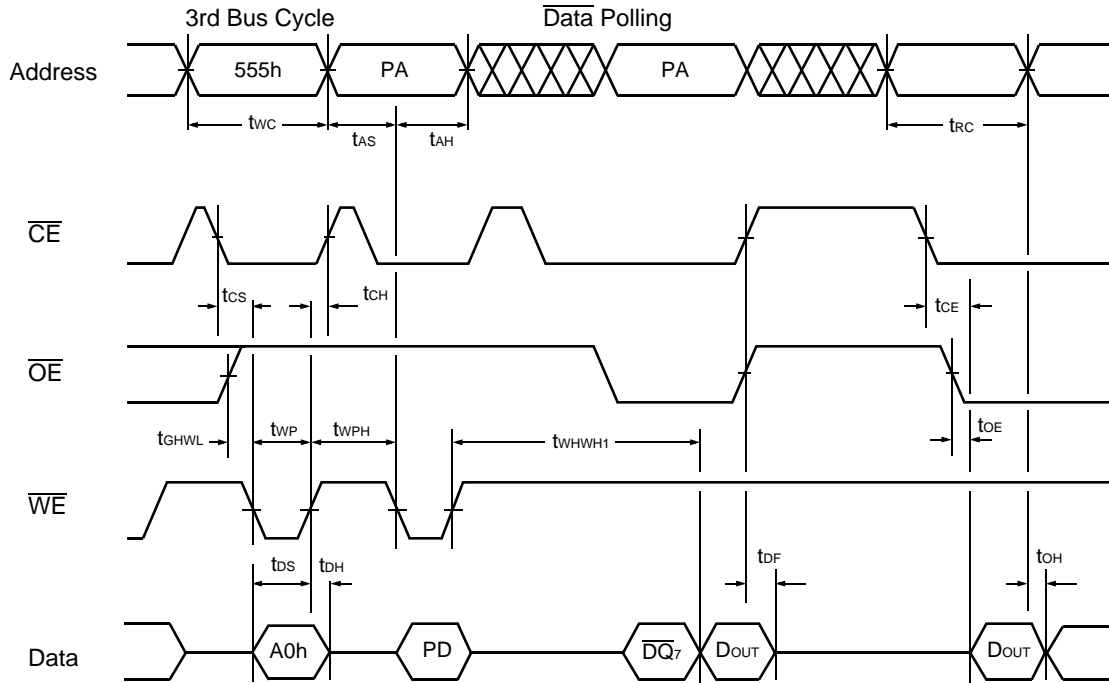 3rd Bus Cycle
Data Polling
Address
555h
PA
PA
tWC
tAS
tAH
tRC
CE
tCS
tCH
tCE
OE
tGHWL
tWP
tWPH
tWHWH1
tOE
WE
tDS
tDH
tDF
tOH
Data
A0h
PD
DQ7
DOUT
DOUT